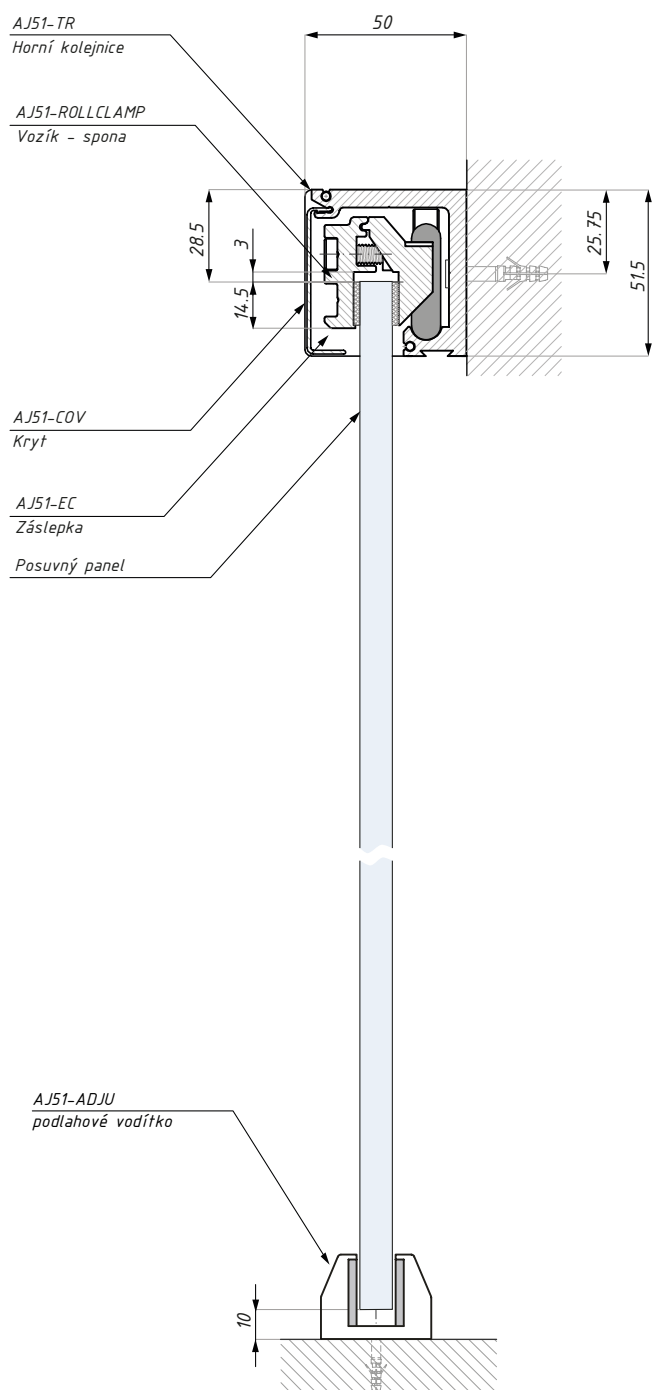 AJ51-TR
Horní kolejnice
50
AJ51-ROLLCLAMP
Vozík - spona
28.5
3
14.5
25.75
51.5
AJ51-COV
Kryt
AJ51-EC
Záslepka
Posuvný panel
AJ51-ADJU
podlahové vodítko
10